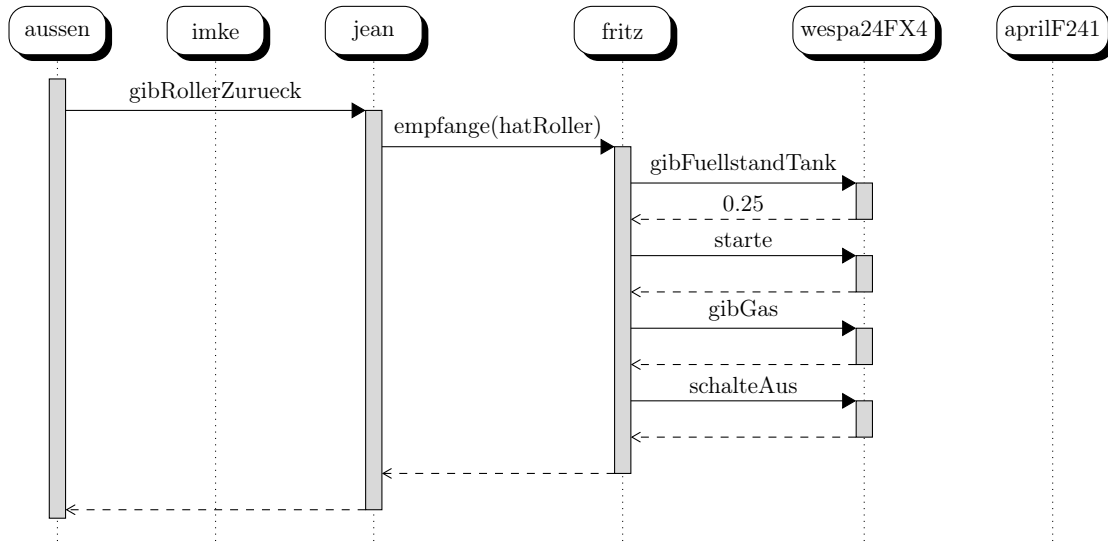 aussen
imke
jean
fritz
wespa24FX4
aprilF241
gibRollerZurueck
empfange(hatRoller)
gibFuellstandTank
0.25
starte
gibGas
schalteAus